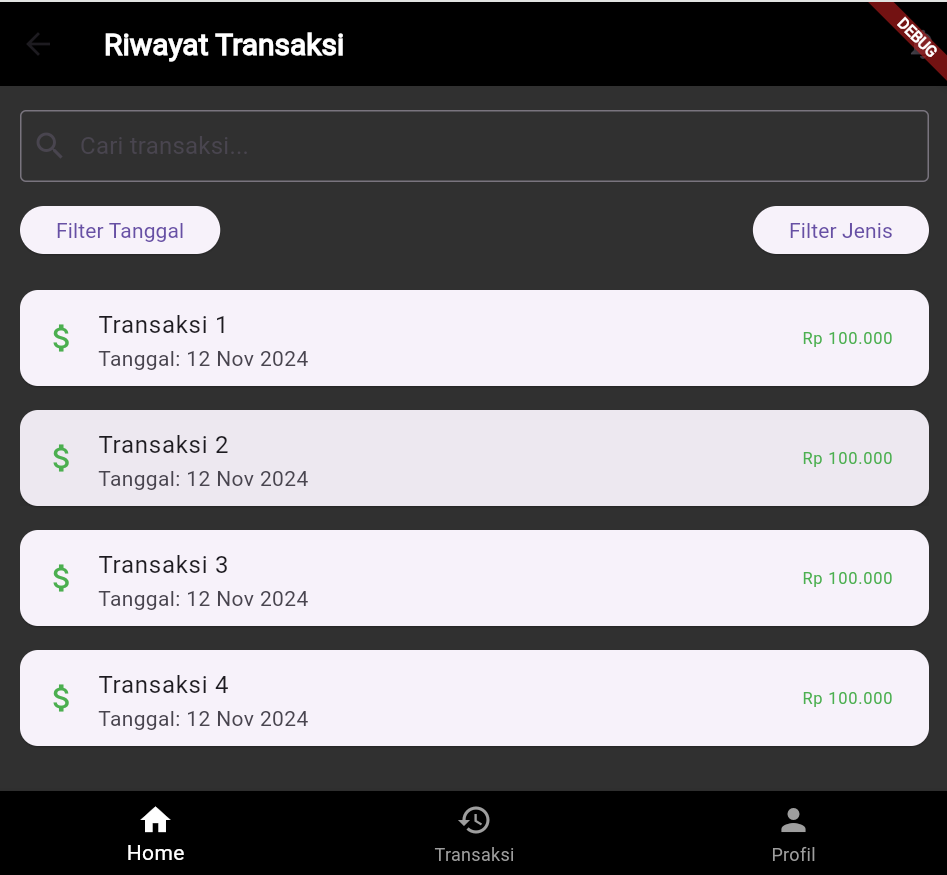 Riwayat Transaksi
DEBUG
Cari transaksi...
Filter Tanggal
Filter Jenis
Transaksi 1
Tanggal: 12 Nov 2024
Rp 100.000
Transaksi 2
Tanggal: 12 Nov 2024
Rp 100.000
Transaksi 3
Tanggal: 12 Nov 2024
Rp 100.000
Transaksi 4
Tanggal: 12 Nov 2024
Rp 100.000
Home
Transaksi
Profil